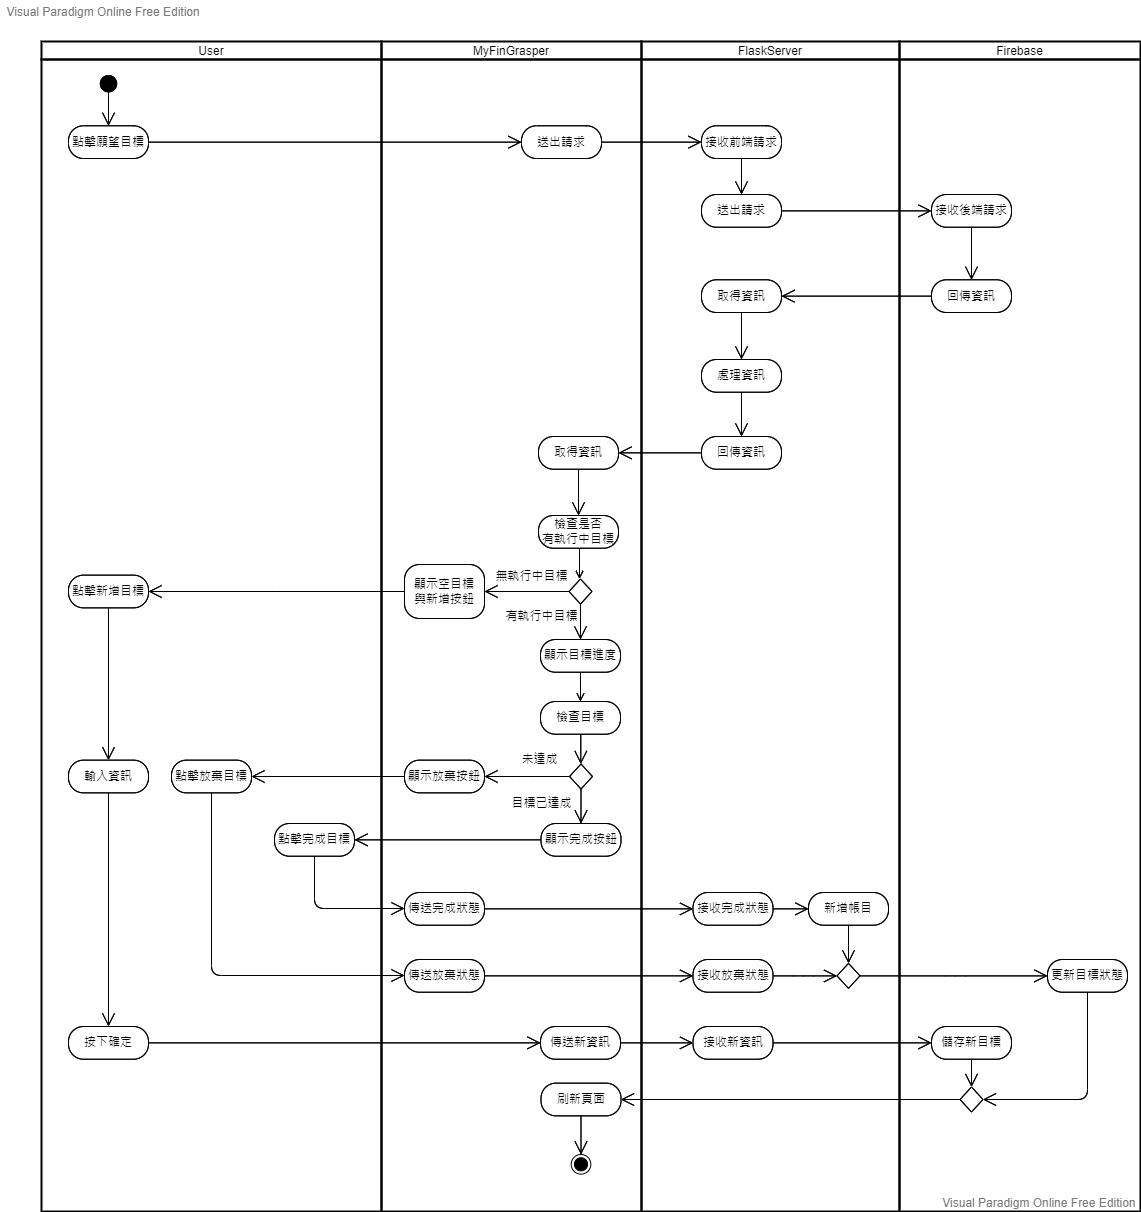 Visual Paradigm Online Free Edition
User
MyFinGrasper
FlaskServer
Firebase
點擊願望目標
送出請求
接收前端請求
送出請求
接收後端請求
取得資訊
回傳資訊
處理資訊
取得資訊
回傳資訊
檢查是否
有執行中目標
無執行中目標
點擊新增目標
顯示空目標
與新增按鈕
有執行中目標
顯示目標進度
檢查目標
未達成
輸入資訊
點擊放棄目標
顯示放棄按鈕
目標已達成
點擊完成目標
顯示完成按鈕
傳送完成狀態
接收完成狀態
新增帳目
傳送放棄狀態
接收放棄狀態
更新目標狀態
按下確定
傳送新資訊
接收新資訊
儲存新目標
刷新頁面
Visual Paradigm Online Free Edition